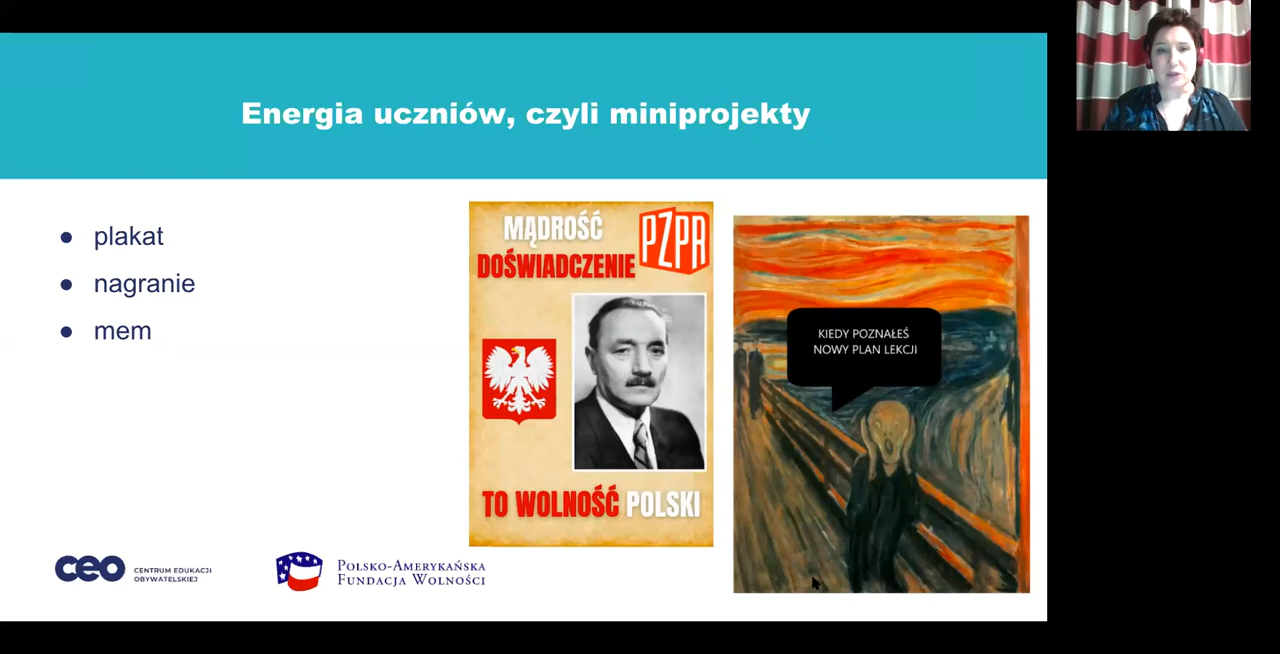 Energia uczniów, czyli miniprojekty
● plakat
● nagranie
● mem
MĄDROŚĆ
DOŚWIADCZENIE
PZPR
TO WOLNOŚĆ POLSKI
KIEDY POZNAŁEŚ
NOWY PLAN LEKCJI
CEO
CENTRUM EDUKACJI
OBYWATELSKIEJ
POLSKO-AMERYKAŃSKA
FUNDACJA WOLNOŚCI